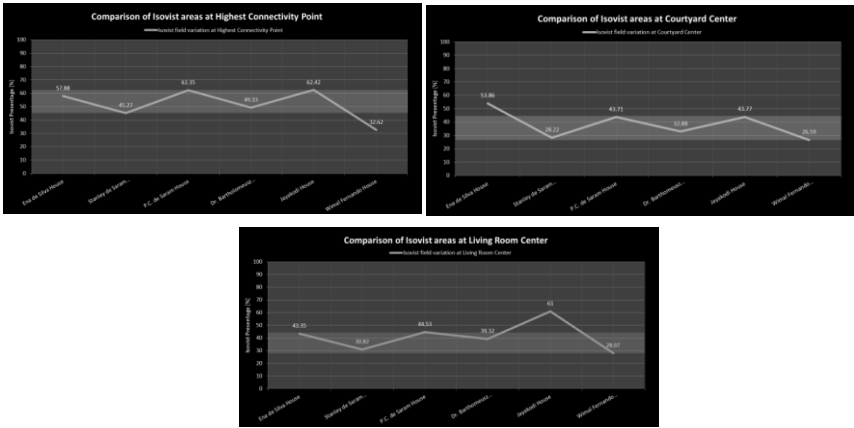 Comparison of Isovist areas at Highest Connectivity Point
Isovist field variation at Highest Connectivity Point
Isovist Presentage [%]
100
90
80
70
60
50
40
30
20
10
0
57.88
45.27
62.35
49.33
62.42
32.62
Ena de Silva House
Stanley de Saram...
P.C. de Saram House
Dr. Bartholomeusz...
Jayakodi House
Wimal Fernando House
Comparison of Isovist areas at Courtyard Center
Isovist field variation at Courtyard Center
Isovist Presentage [%]
100
90
80
70
60
50
40
30
20
10
0
53.86
28.22
43.71
32.88
43.77
26.59
Ena de Silva House
Stanley de Saram...
P.C. de Saram House
Dr. Barthomeusz...
Jayakodi House
Wimal Fernando...
Comparison of Isovist areas at Living Room Center
Isovist field variation at Living Room Center
Isovist Presentage [%]
100
90
80
70
60
50
40
30
20
10
0
43.35
30.82
44.53
39.32
61
28.07
Ena de Silva House
Stanley de Saram...
P.C. de Saram House
Dr. Barthomeusz...
Jayakodi House
Wimal Fernando...